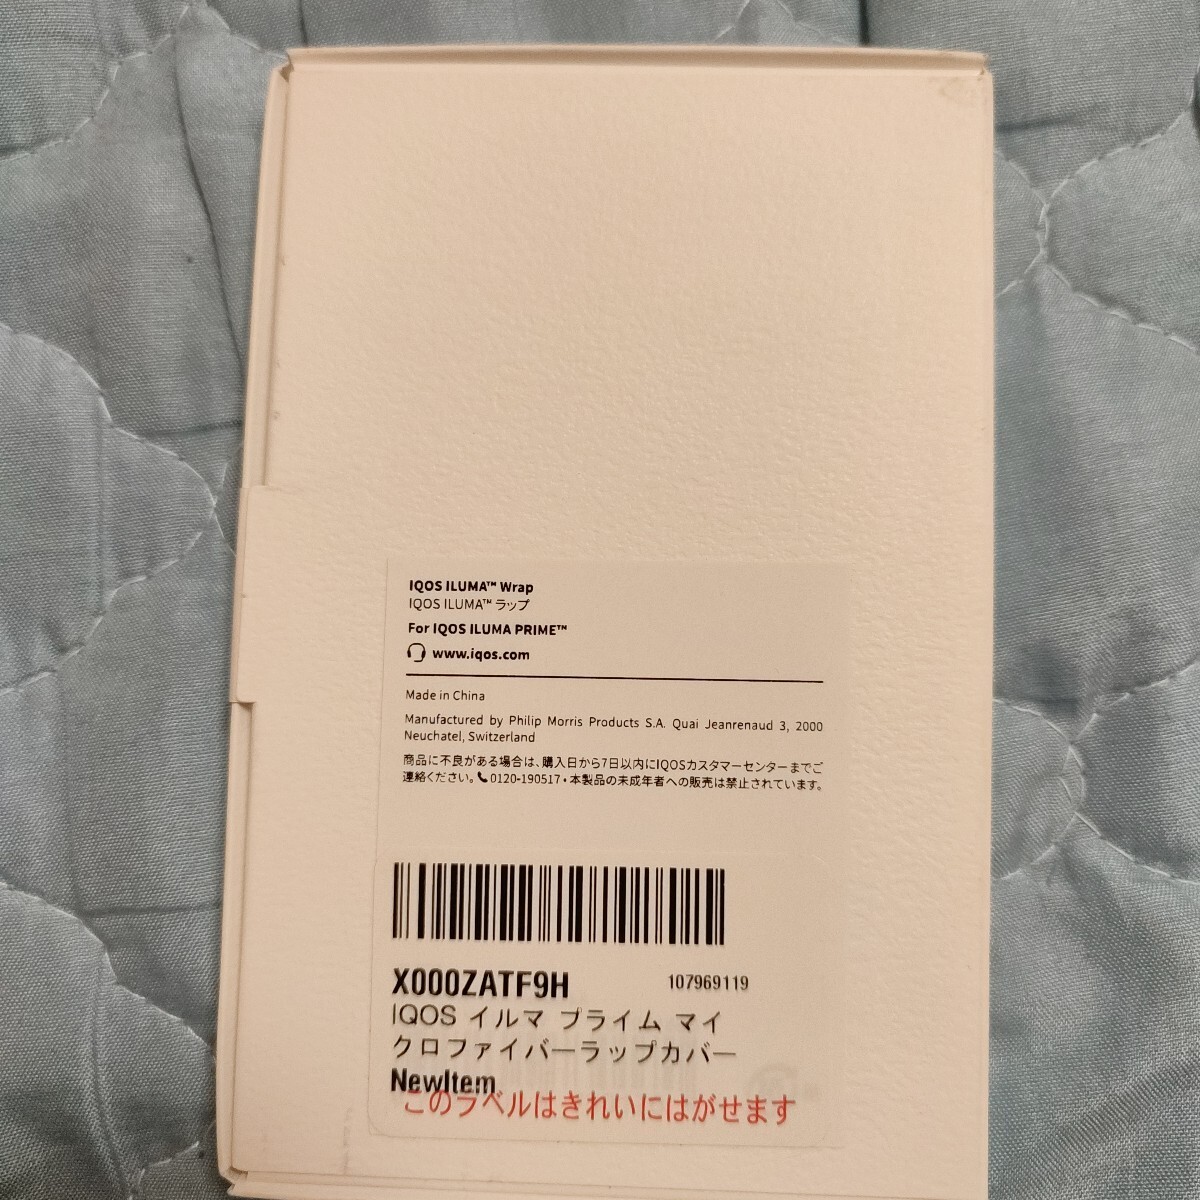 IQOS ILUMA™ Wrap
IQOS ILUMA™ ラップ
For IQOS ILUMA PRIME™
www.iqos.com
Made in China
Manufactured by Philip Morris Products S.A. Quai Jeanrenaud 3, 2000
Neuchatel, Switzerland
商品に不良がある場合は、購入日から7日以内にIQOSカスタマーセンターまでご
連絡ください。📞0120-190517・本製品の未成年者への販売は禁止されています。
X000ZATF9H 107969119
IQOS イルマ プライム マイ
クロファイバーラップカバー
NewItem
このラベルはきれいにはがせます